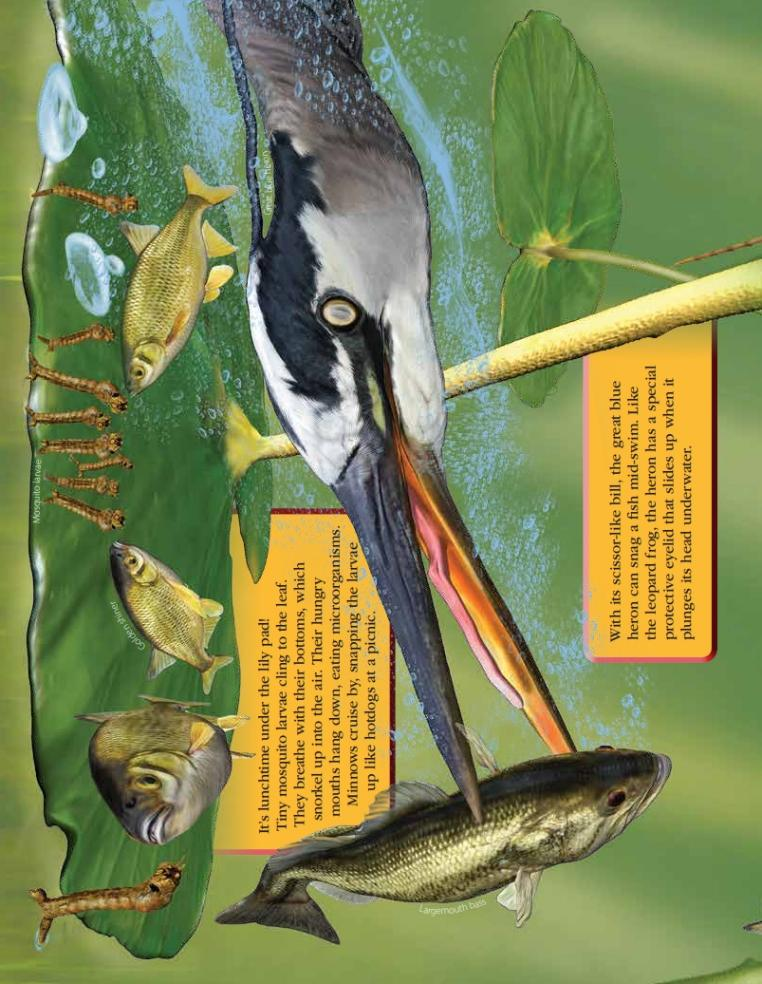 Mosquito larvae
Golden shiner
It's lunchtime under the lily pad!
Tiny mosquito larvae cling to the leaf.
They breathe with their bottoms, which
snorkel up into the air. Their hungry
mouths hang down, eating microorganisms.
Minnows cruise by, snapping the larvae
up like hotdogs at a picnic.
Largemouth bass
With its scissor-like bill, the great blue
heron can snag a fish mid-swim. Like
the leopard frog, the heron has a special
protective eyelid that slides up when it
plunges its head underwater.